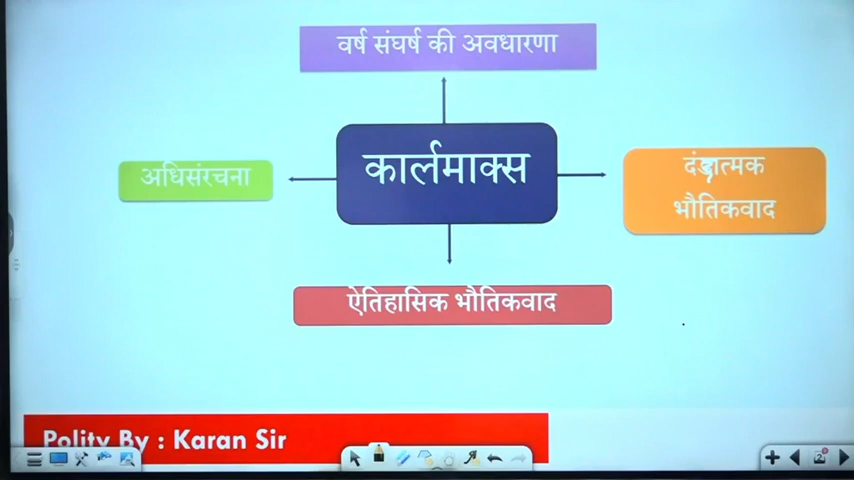 वर्ष संघर्ष की अवधारणा
अधिसंरचना
कार्लमाक्स
दंद्वात्मक
भौतिकवाद
ऐतिहासिक भौतिकवाद
Polity By : Karan Sir